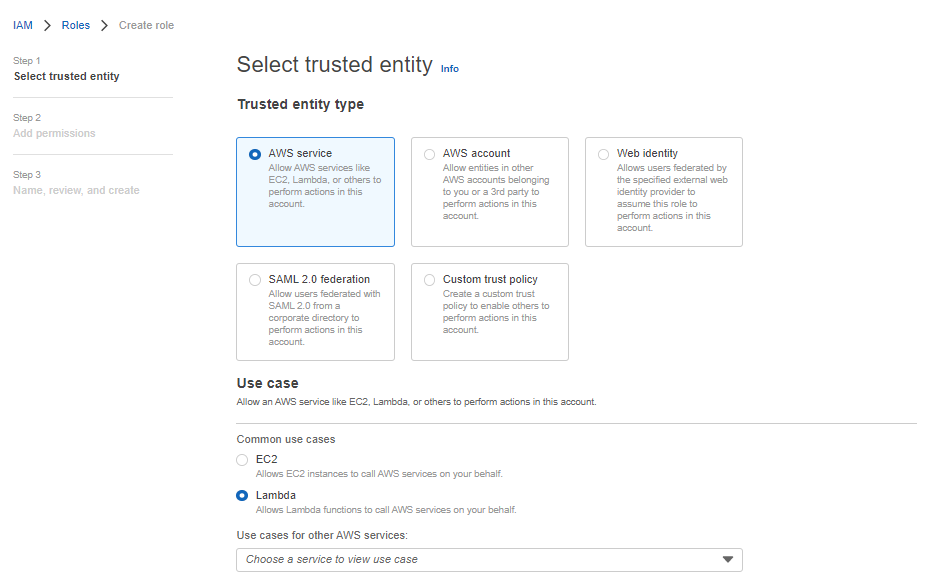 IAM > Roles > Create role
Step 1
Select trusted entity
Step 2
Add permissions
Step 3
Name, review, and create
Select trusted entity Info
Trusted entity type
AWS service
Allow AWS services like
EC2, Lambda, or others to
perform actions in this
account.
AWS account
Allow entities in other
AWS accounts belonging
to you or a 3rd party to
perform actions in this
account.
Web identity
Allows users federated by
the specified external web
identity provider to
assume this role to
perform actions in this
account.
SAML 2.0 federation
Allow users federated with
SAML 2.0 from a
corporate directory to
perform actions in this
account.
Custom trust policy
Create a custom trust
policy to enable others to
perform actions in this
account.
Use case
Allow an AWS service like EC2, Lambda, or others to perform actions in this account.
Common use cases
EC2
Allows EC2 instances to call AWS services on your behalf.
Lambda
Allows Lambda functions to call AWS services on your behalf.
Use cases for other AWS services:
Choose a service to view use case